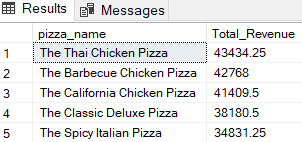 Results Messages
pizza_name Total_Revenue
1 The Thai Chicken Pizza 43434.25
2 The Barbecue Chicken Pizza 42768
3 The California Chicken Pizza 41409.5
4 The Classic Deluxe Pizza 38180.5
5 The Spicy Italian Pizza 34831.25